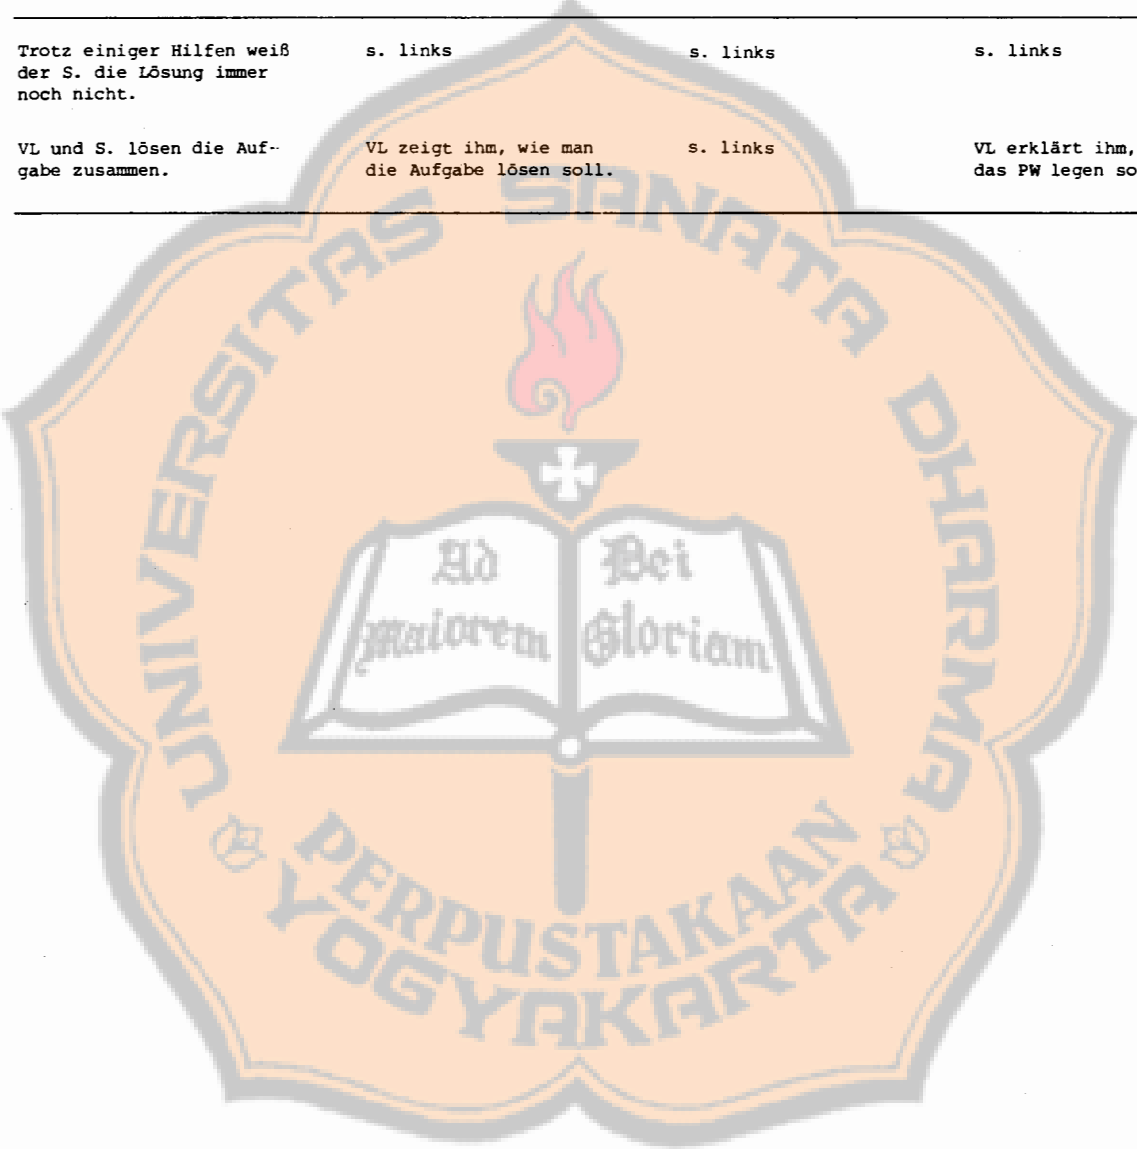 Trotz einiger Hilfen weiß s. links s. links s. links
der S. die Lösung immer
noch nicht.
VL und S. lösen die Auf- VL zeigt ihm, wie man s. links VL erklärt ihm,
gabe zusammen. die Aufgabe lösen soll. das PW legen so
UNIVERSITAS SANATA DHARMA
Ad Dei
maiorem Gloriam
PERPUSTAKAAN
YOGYAKARTA